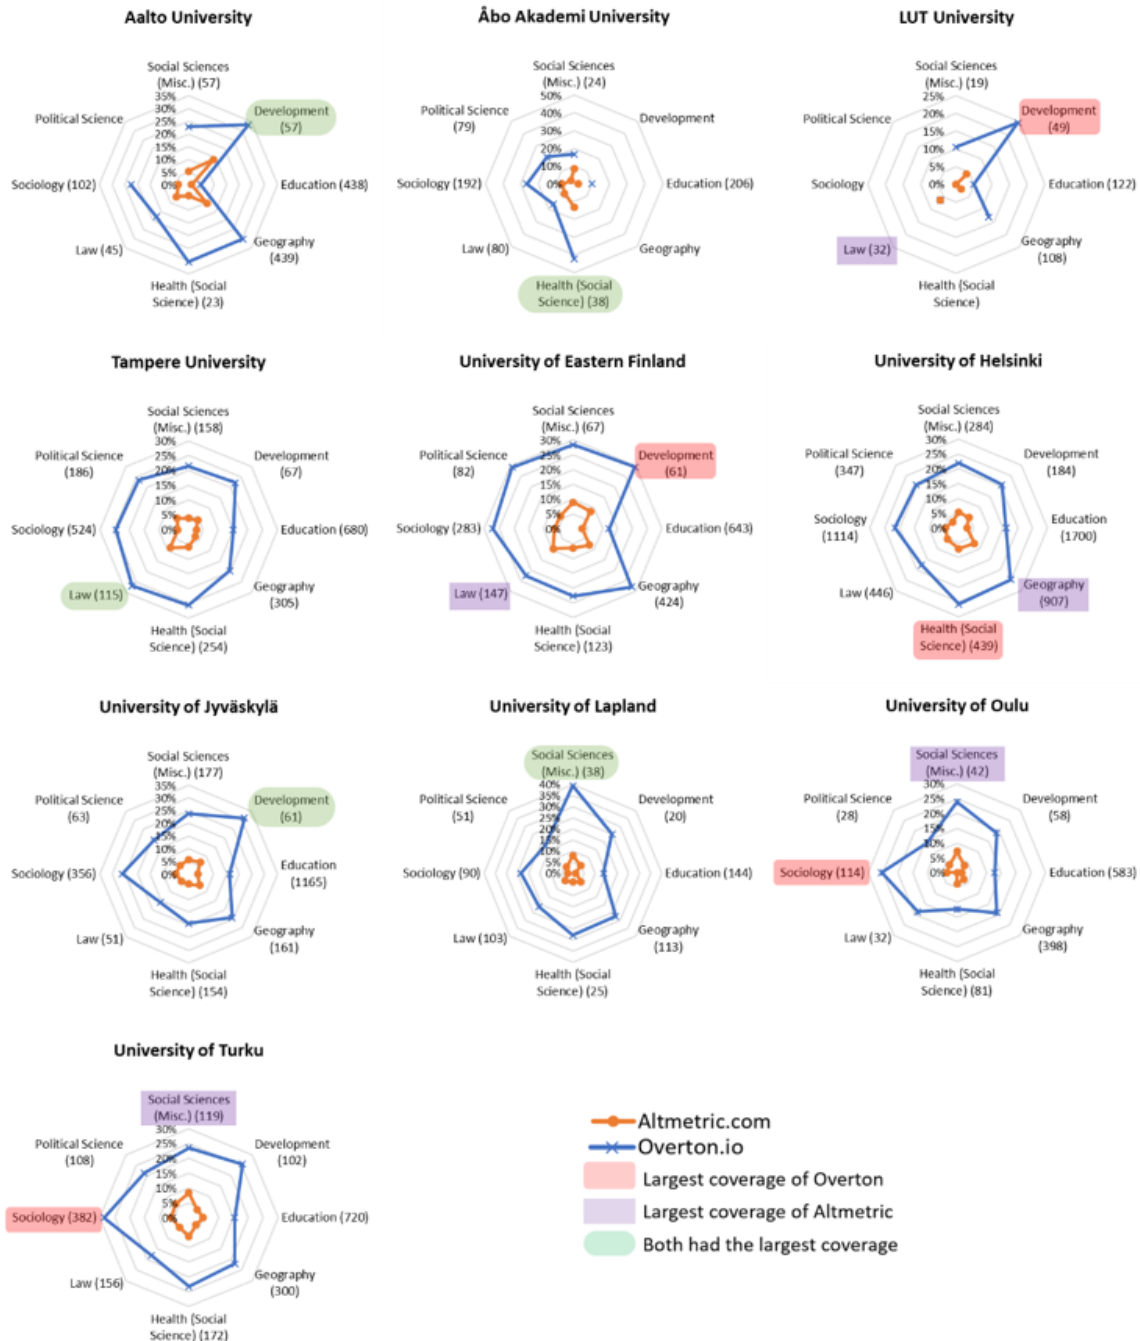 Aalto University
Social Sciences
(Misc.) (57)
35%
30%
25%
20%
15%
10%
5%
0%
Development
(57)
Education (438)
Geography
(439)
Health (Social
Science) (23)
Law (45)
Sociology (102)
Political Science
Åbo Akademi University
Social Sciences
(Misc.) (24)
50%
40%
30%
20%
10%
0%
Development
Education (206)
Geography
Health (Social
Science) (38)
Law (80)
Sociology (192)
Political Science
(79)
LUT University
Social Sciences
(Misc.) (19)
25%
20%
15%
10%
5%
0%
Development
(49)
Education (122)
Geography
(108)
Health (Social
Science)
Law (32)
Sociology
Political Science
Tampere University
Social Sciences
(Misc.) (158)
30%
25%
20%
15%
10%
5%
0%
Development
(67)
Education (680)
Geography
(305)
Health (Social
Science) (254)
Law (115)
Sociology (524)
Political Science
(186)
University of Eastern Finland
Social Sciences
(Misc.) (67)
30%
25%
20%
15%
10%
5%
0%
Development
(61)
Education (643)
Geography
(424)
Health (Social
Science) (123)
Law (147)
Sociology (283)
Political Science
(82)
University of Helsinki
Social Sciences
(Misc.) (284)
30%
25%
20%
15%
10%
5%
0%
Development
(184)
Education
(1700)
Geography
(907)
Health (Social
Science) (439)
Law (446)
Sociology
(1114)
Political Science
(347)
University of Jyväskylä
Social Sciences
(Misc.) (177)
35%
30%
25%
20%
15%
10%
5%
0%
Development
(61)
Education
(1165)
Geography
(161)
Health (Social
Science) (154)
Law (51)
Sociology (356)
Political Science
(63)
University of Lapland
Social Sciences
(Misc.) (38)
40%
35%
30%
25%
20%
15%
10%
5%
0%
Development
(20)
Education (144)
Geography
(113)
Health (Social
Science) (25)
Law (103)
Sociology (90)
Political Science
(51)
University of Oulu
Social Sciences
(Misc.) (42)
30%
25%
20%
15%
10%
5%
0%
Development
(58)
Education (583)
Geography
(398)
Health (Social
Science) (81)
Law (32)
Sociology (114)
Political Science
(28)
University of Turku
Social Sciences
(Misc.) (119)
30%
25%
20%
15%
10%
5%
0%
Development
(102)
Education (720)
Geography
(300)
Health (Social
Science) (172)
Law (156)
Sociology (382)
Political Science
(108)
Altmetric.com
Overton.io
Largest coverage of Overton
Largest coverage of Altmetric
Both had the largest coverage